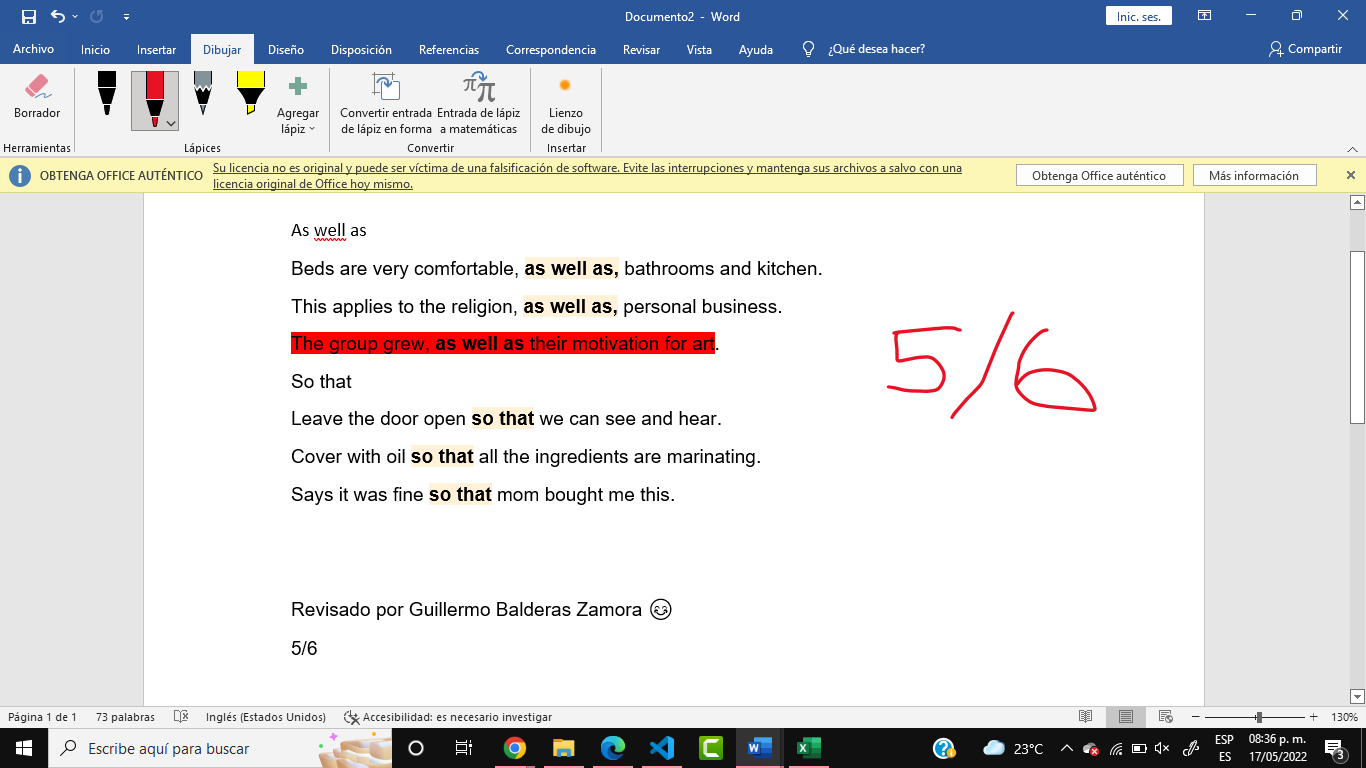 Documento2 - Word
Inic. ses.
Archivo Inicio Insertar Dibujar Diseño Disposición Referencias Correspondencia Revisar Vista Ayuda ¿Qué desea hacer? Compartir
Borrador
Agregar lápiz
Convertir entrada de lápiz en forma
Entrada de lápiz a matemáticas
Lienzo de dibujo
Herramientas Lápices Convertir Insertar
OBTENGA OFFICE AUTÉNTICO
Su licencia no es original y puede ser víctima de una falsificación de software. Evite las interrupciones y mantenga sus archivos a salvo con una
licencia original de Office hoy mismo.
Obtenga Office auténtico
Más información
As well as
Beds are very comfortable, as well as, bathrooms and kitchen.
This applies to the religion, as well as, personal business.
The group grew, as well as their motivation for art.
5/6
So that
Leave the door open so that we can see and hear.
Cover with oil so that all the ingredients are marinating.
Says it was fine so that mom bought me this.
Revisado por Guillermo Balderas Zamora 😊
5/6
Página 1 de 1 73 palabras Inglés (Estados Unidos) Accesibilidad: es necesario investigar 130%
Escribe aquí para buscar
23°C
ESP
ES
08:36 p. m.
17/05/2022
3